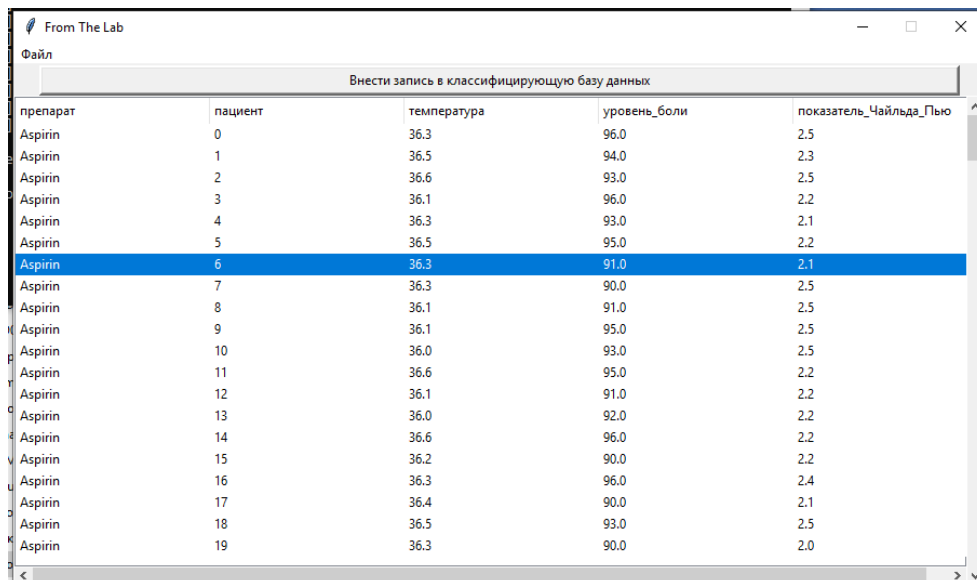 From The Lab
Файл
Внести запись в классифицирующую базу данных
препарат пациент температура уровень_боли показатель_Чайльда_Пью
Aspirin 0 36.3 96.0 2.5
Aspirin 1 36.5 94.0 2.3
Aspirin 2 36.6 93.0 2.5
Aspirin 3 36.1 96.0 2.2
Aspirin 4 36.3 93.0 2.1
Aspirin 5 36.5 95.0 2.2
Aspirin 6 36.3 91.0 2.1
Aspirin 7 36.3 90.0 2.5
Aspirin 8 36.1 91.0 2.5
Aspirin 9 36.1 95.0 2.5
Aspirin 10 36.0 93.0 2.5
Aspirin 11 36.6 95.0 2.2
Aspirin 12 36.1 91.0 2.2
Aspirin 13 36.0 92.0 2.2
Aspirin 14 36.6 96.0 2.2
Aspirin 15 36.2 90.0 2.2
Aspirin 16 36.3 96.0 2.4
Aspirin 17 36.4 90.0 2.1
Aspirin 18 36.5 93.0 2.5
Aspirin 19 36.3 90.0 2.0